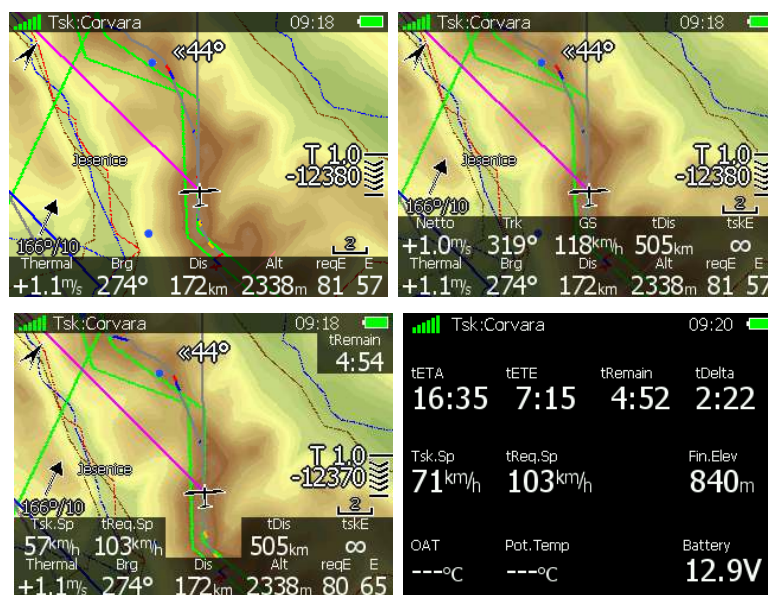 Tsk:Corvara 09:18
«44°
Jesenice
T 1.0
-12380
166º/10
2
Thermal Brg Dis Alt reqE E
+1.1m/s 274° 172km 2338m 81 57
Tsk:Corvara 09:18
«44°
Jesenice
T 1.0
-12380
166º/10
2
Netto Trk GS tDis tskE
+1.0m/s 319° 118km/h 505km ∞
Thermal Brg Dis Alt reqE E
+1.1m/s 274° 172km 2338m 81 57
Tsk:Corvara 09:18
tRemain
«44°
4:54
Jesenice
T 1.0
-12370
166º/10
2
Tsk.Sp tReq.Sp tDis tskE
57km/h 103km/h 505km ∞
Thermal Brg Dis Alt reqE E
+1.1m/s 274° 172km 2338m 80 65
Tsk:Corvara 09:20
tETA tETE tRemain tDelta
16:35 7:15 4:52 2:22
Tsk.Sp tReq.Sp Fin.Elev
71km/h 103km/h 840m
OAT Pot.Temp Battery
---°C ---°C 12.9V